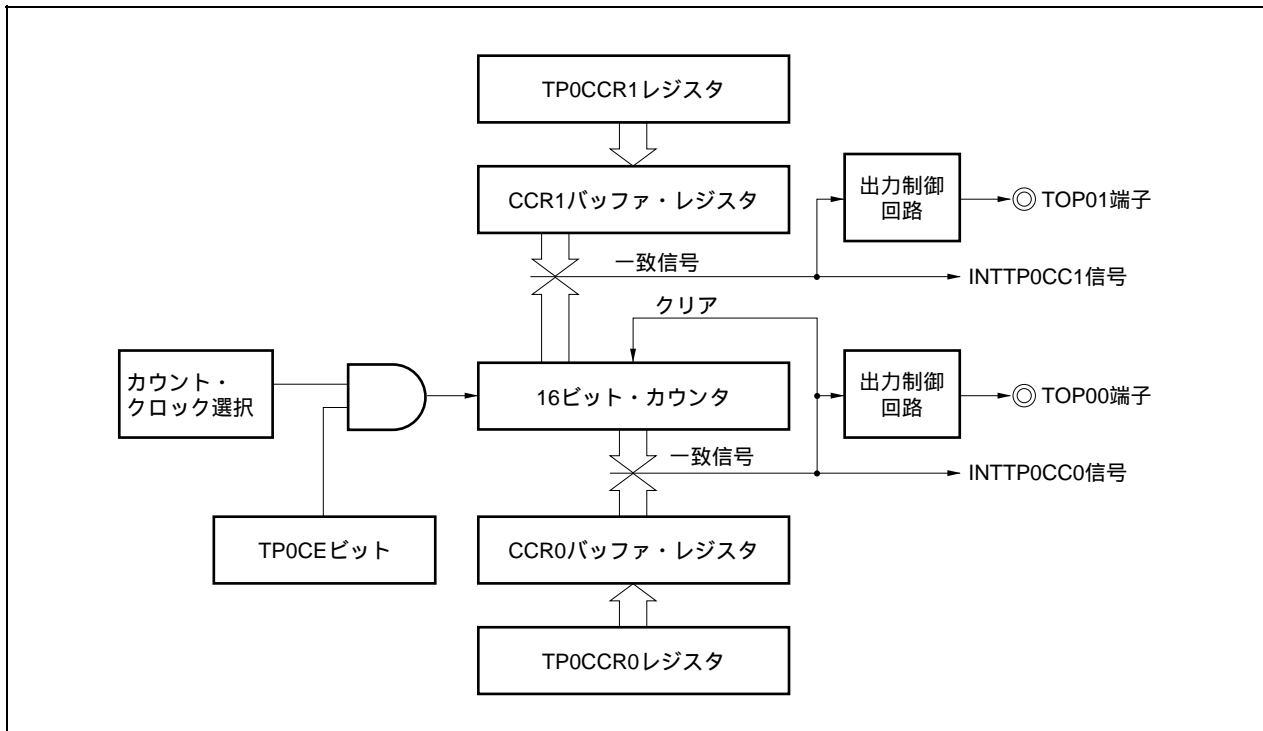 TP0CCR1レジスタ
CCR1バッファ・レジスタ
出力制御
回路
TOP01端子
一致信号
INTTP0CC1信号
クリア
カウント・
クロック選択
16ビット・カウンタ
出力制御
回路
TOP00端子
一致信号
INTTP0CC0信号
TP0CEビット
CCR0バッファ・レジスタ
TP0CCR0レジスタ